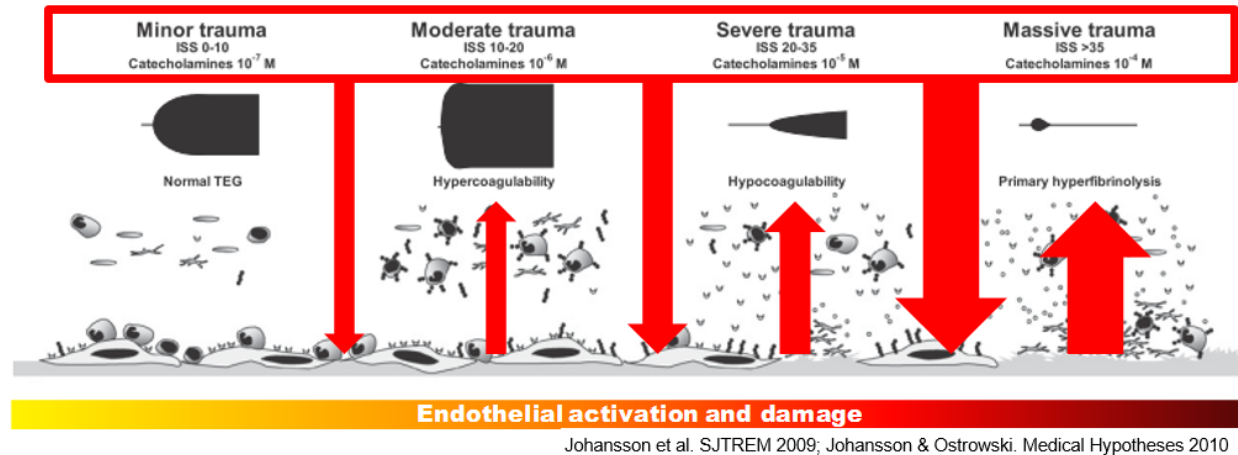 Minor trauma
ISS 0-10
Catecholamines 10⁻⁷ M
Moderate trauma
ISS 10-20
Catecholamines 10⁻⁶ M
Severe trauma
ISS 20-35
Catecholamines 10⁻⁵ M
Massive trauma
ISS >35
Catecholamines 10⁻⁴ M
Normal TEG
Hypercoagulability
Hypocoagulability
Primary hyperfibrinolysis
Endothelial activation and damage
Johansson et al. SJTREM 2009; Johansson & Ostrowski. Medical Hypotheses 2010